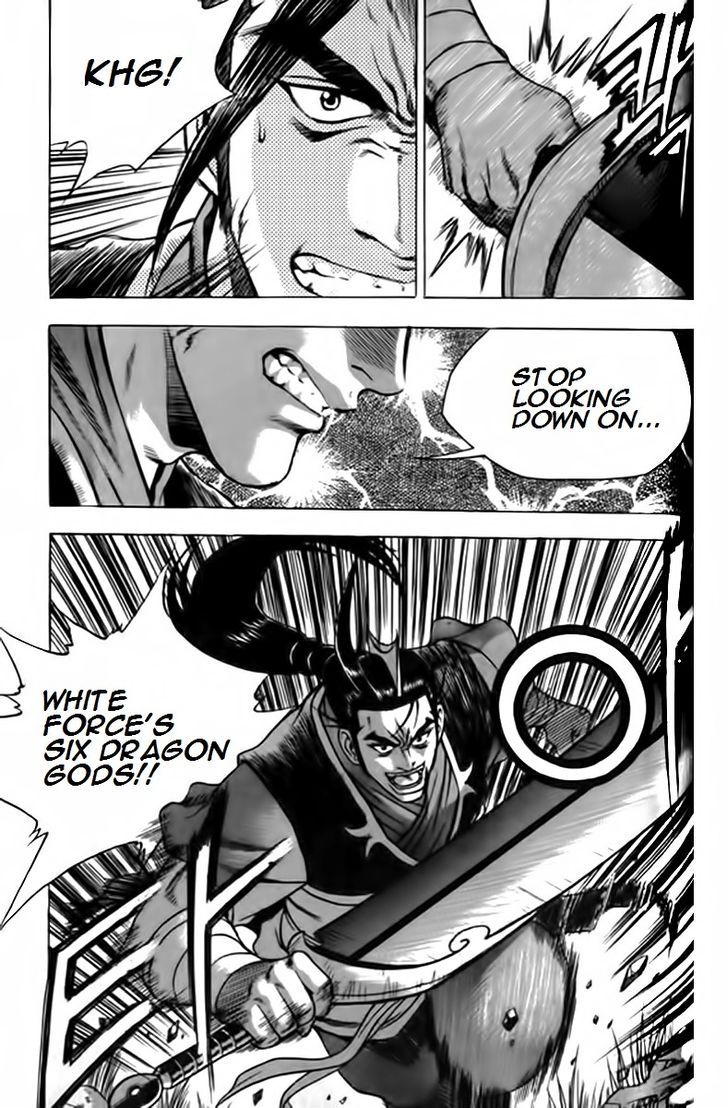 KHG!
STOP
LOOKING
DOWN ON...
WHITE
FORCE'S
SIX DRAGON
GODS!!